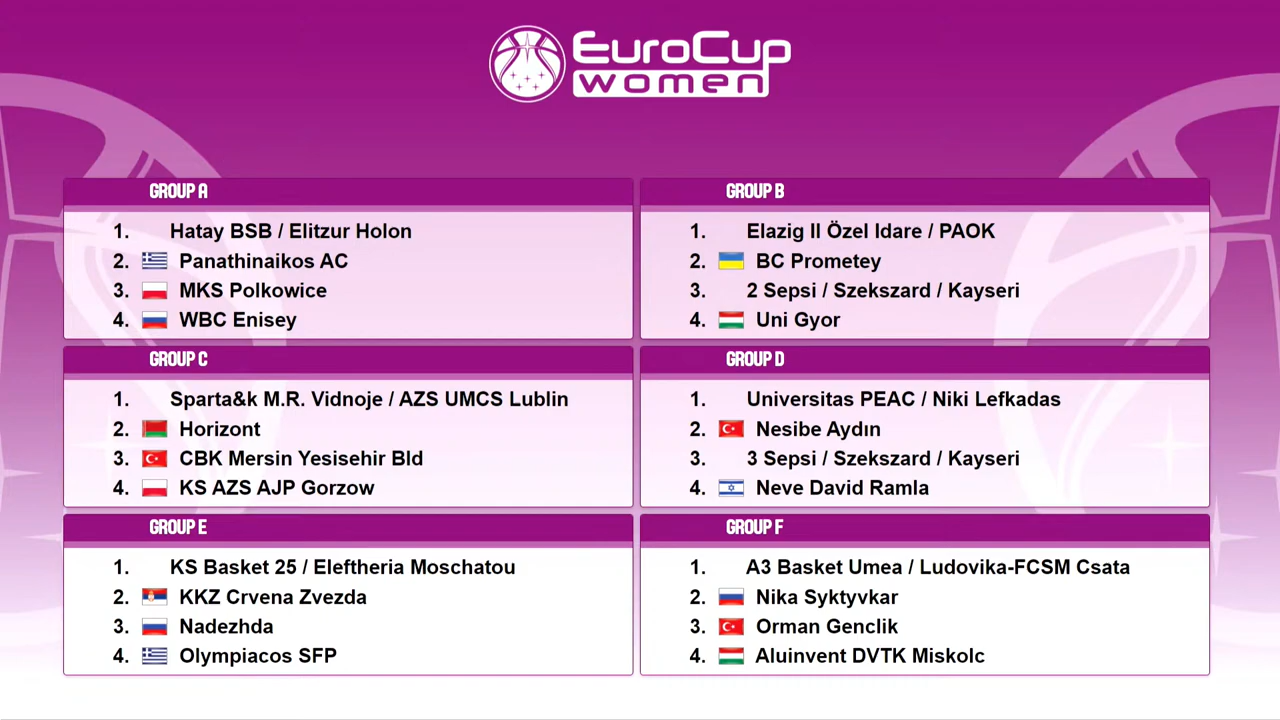 EuroCup
women
GROUP A
1. Hatay BSB / Elitzur Holon
2. Panathinaikos AC
3. MKS Polkowice
4. WBC Enisey
GROUP B
1. Elazig Il Özel Idare / PAOK
2. BC Prometey
3. 2 Sepsi / Szekszard / Kayseri
4. Uni Gyor
GROUP C
1. Sparta&k M.R. Vidnoje / AZS UMCS Lublin
2. Horizont
3. CBK Mersin Yesisehir Bld
4. KS AZS AJP Gorzow
GROUP D
1. Universitas PEAC / Niki Lefkadas
2. Nesibe Aydın
3. 3 Sepsi / Szekszard / Kayseri
4. Neve David Ramla
GROUP E
1. KS Basket 25 / Eleftheria Moschatou
2. KKZ Crvena Zvezda
3. Nadezhda
4. Olympiacos SFP
GROUP F
1. A3 Basket Umea / Ludovika-FCSM Csata
2. Nika Syktyvkar
3. Orman Genclik
4. Aluinvent DVTK Miskolc